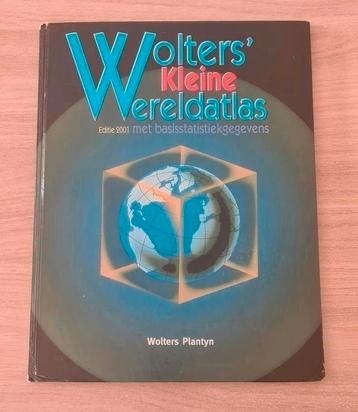 Wolters'
Kleine
Wereldatlas
Editie 2001 met basisstatistiekgegevens
Wolters Plantyn